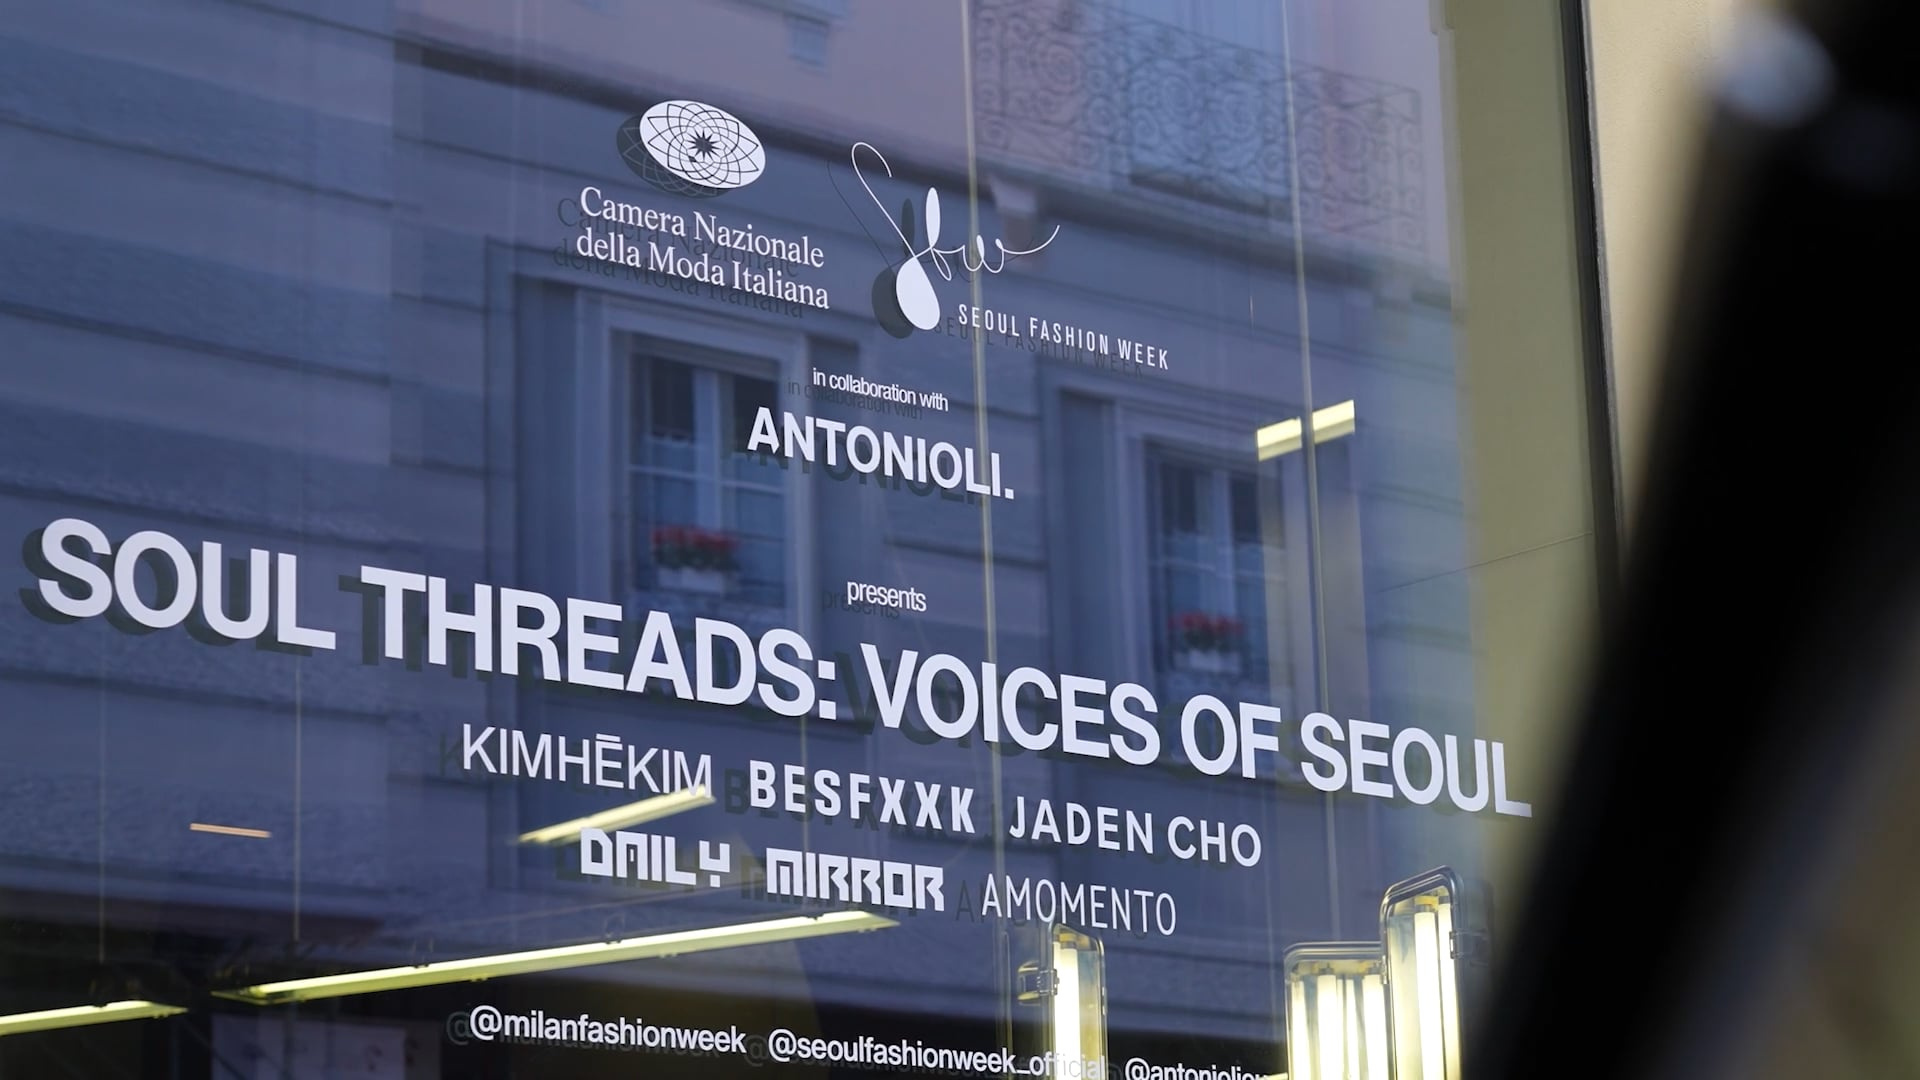 Camera Nazionale
della Moda Italiana
sfw
SEOUL FASHION WEEK
in collaboration with
ANTONIOLI.
presents
SOUL THREADS: VOICES OF SEOUL
KIMHĒKIM BESFXXK JADEN CHO
DAILY MIRROR AMOMENTO
@milanfashionweek @seoulfashionweek_official